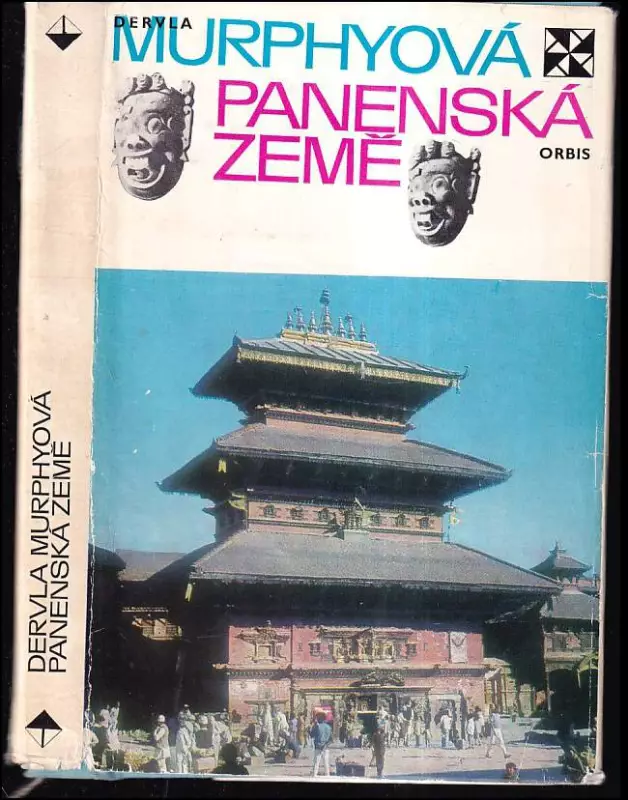 DERVLA
MURPHYOVÁ
PANENSKÁ
ZEMĚ
ORBIS
DERVLA MURPHYOVÁ
PANENSKÁ ZEMĚ